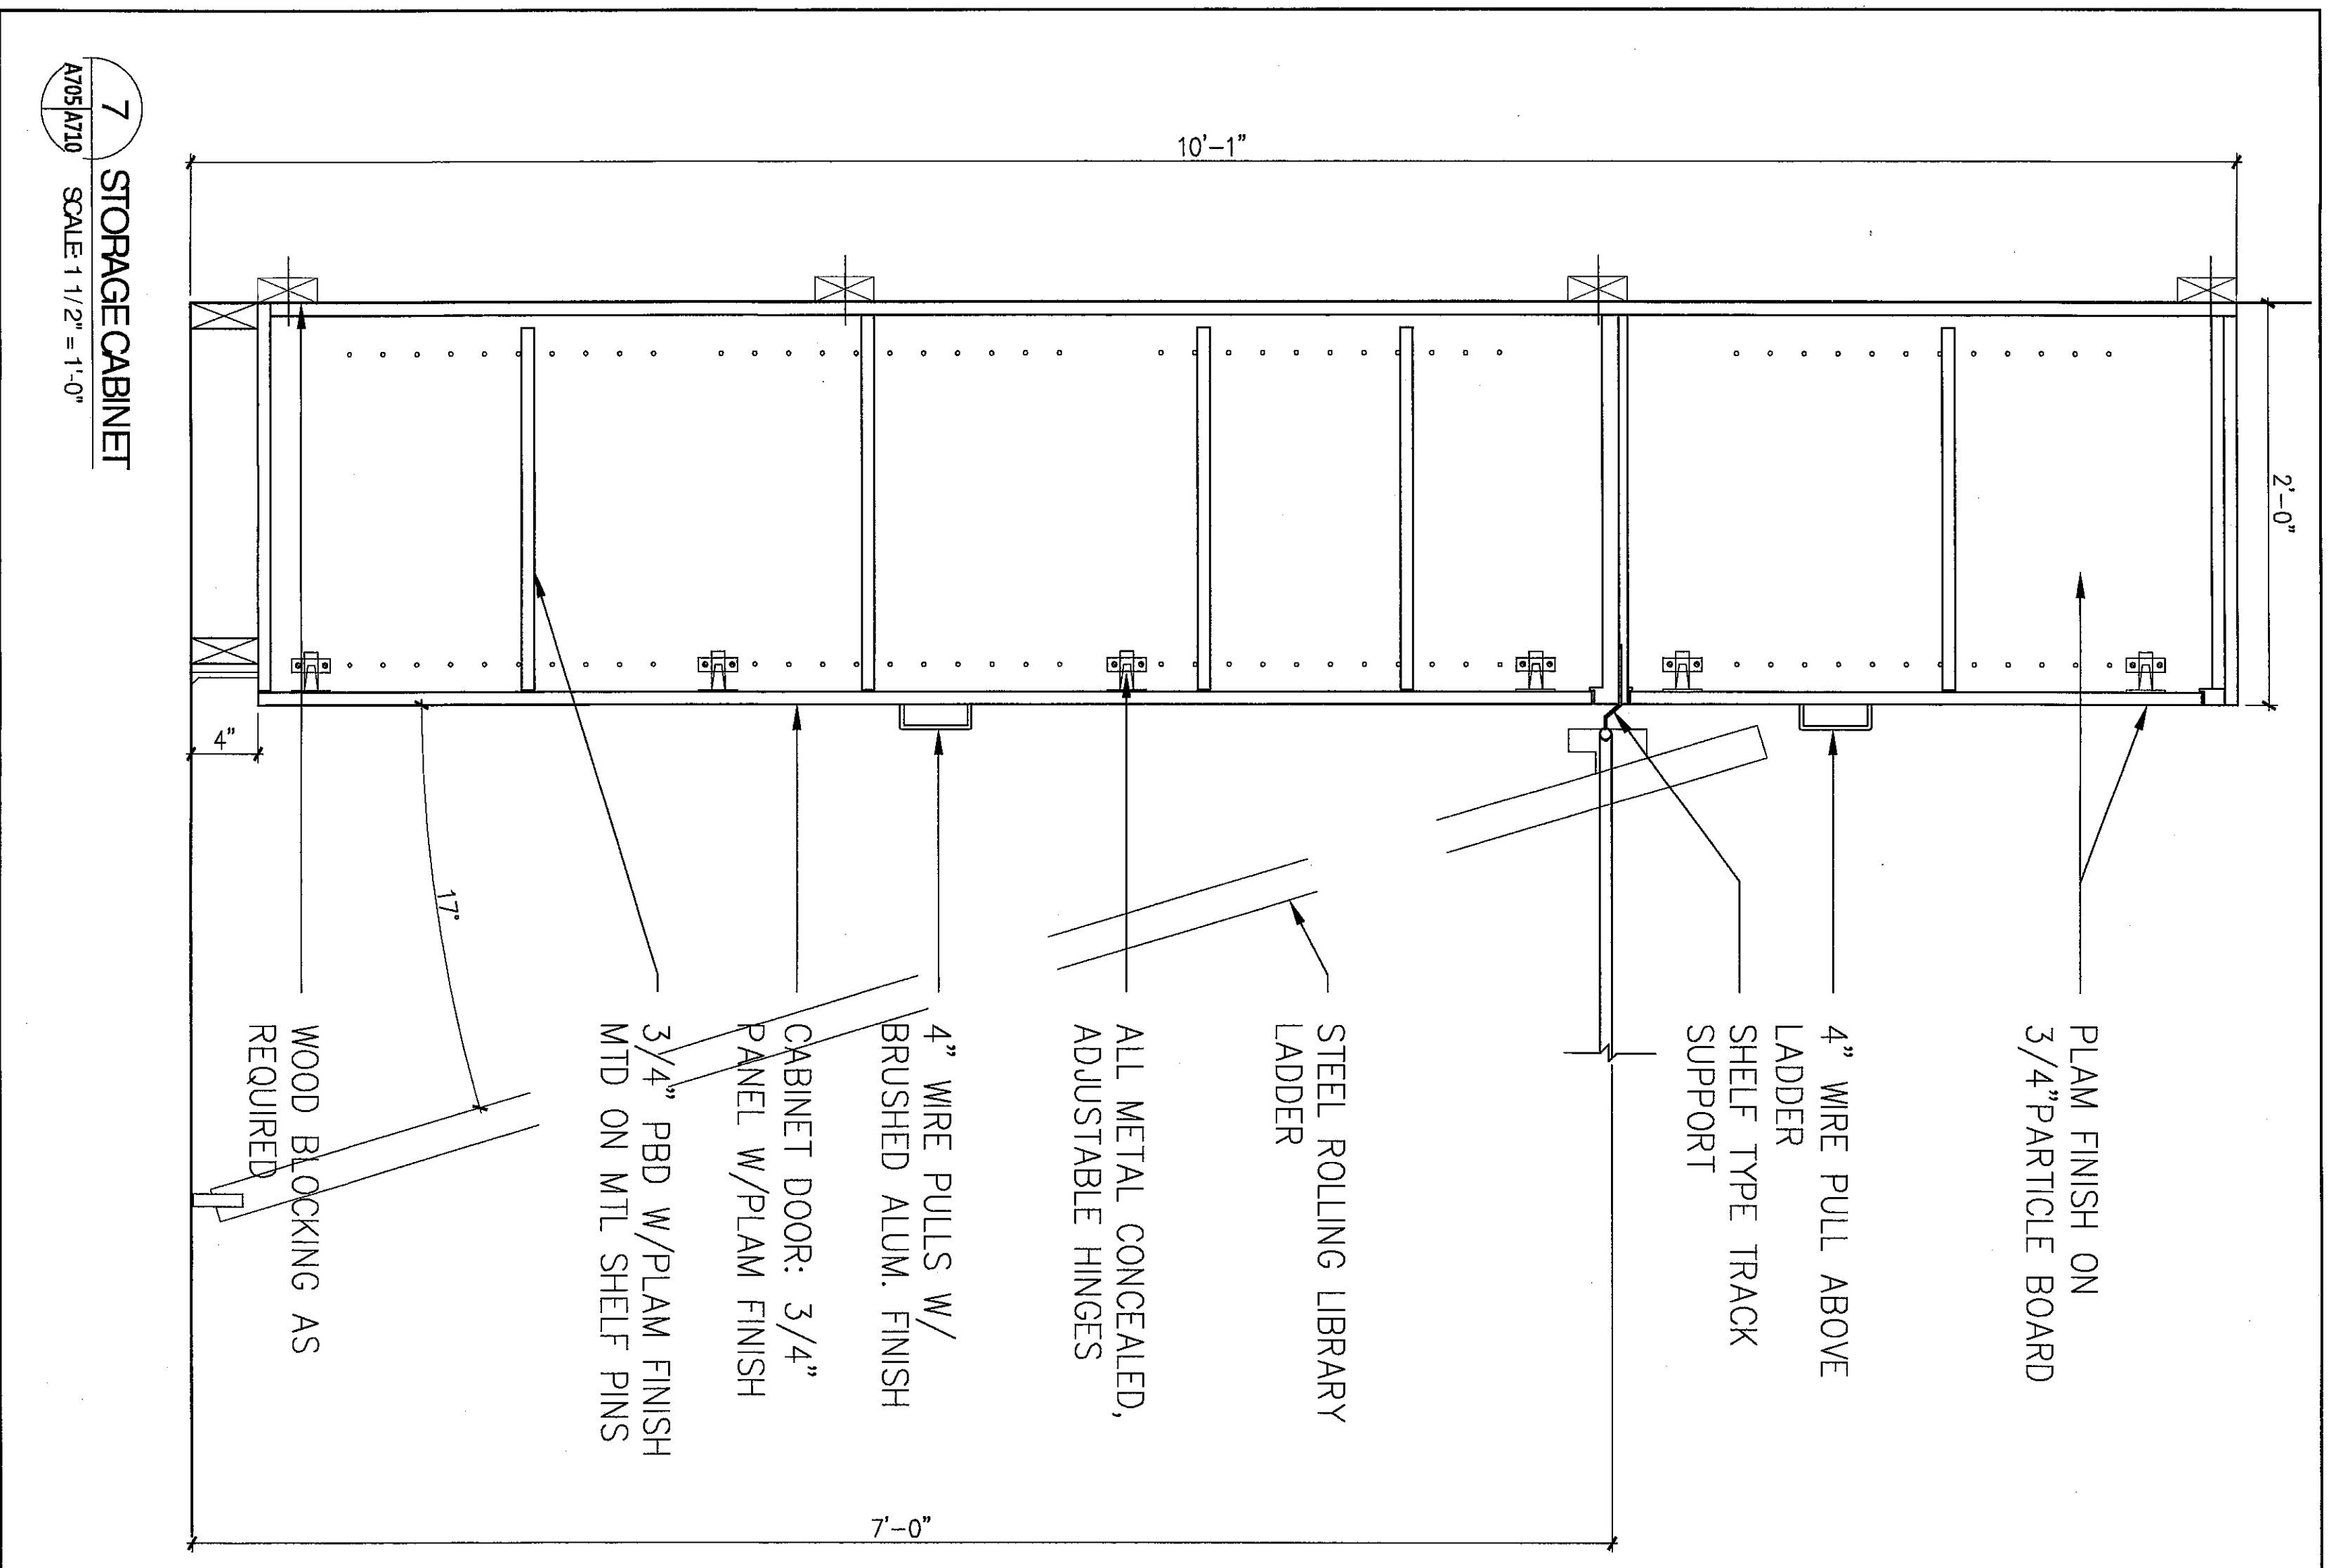 2'-0"
10'-1"
PLAM FINISH ON
3/4"PARTICLE BOARD
4" WIRE PULL ABOVE
LADDER
SHELF TYPE TRACK
SUPPORT
STEEL ROLLING LIBRARY
LADDER
ALL METAL CONCEALED,
ADJUSTABLE HINGES
4" WIRE PULLS W/
BRUSHED ALUM. FINISH
CABINET DOOR: 3/4"
PANEL W/PLAM FINISH
3/4" PBD W/PLAM FINISH
MTD ON MTL SHELF PINS
WOOD BLOCKING AS
REQUIRED
7'-0"
17°
4"
7
STORAGE CABINET
A705 A710
SCALE: 1 1/2" = 1'-0"